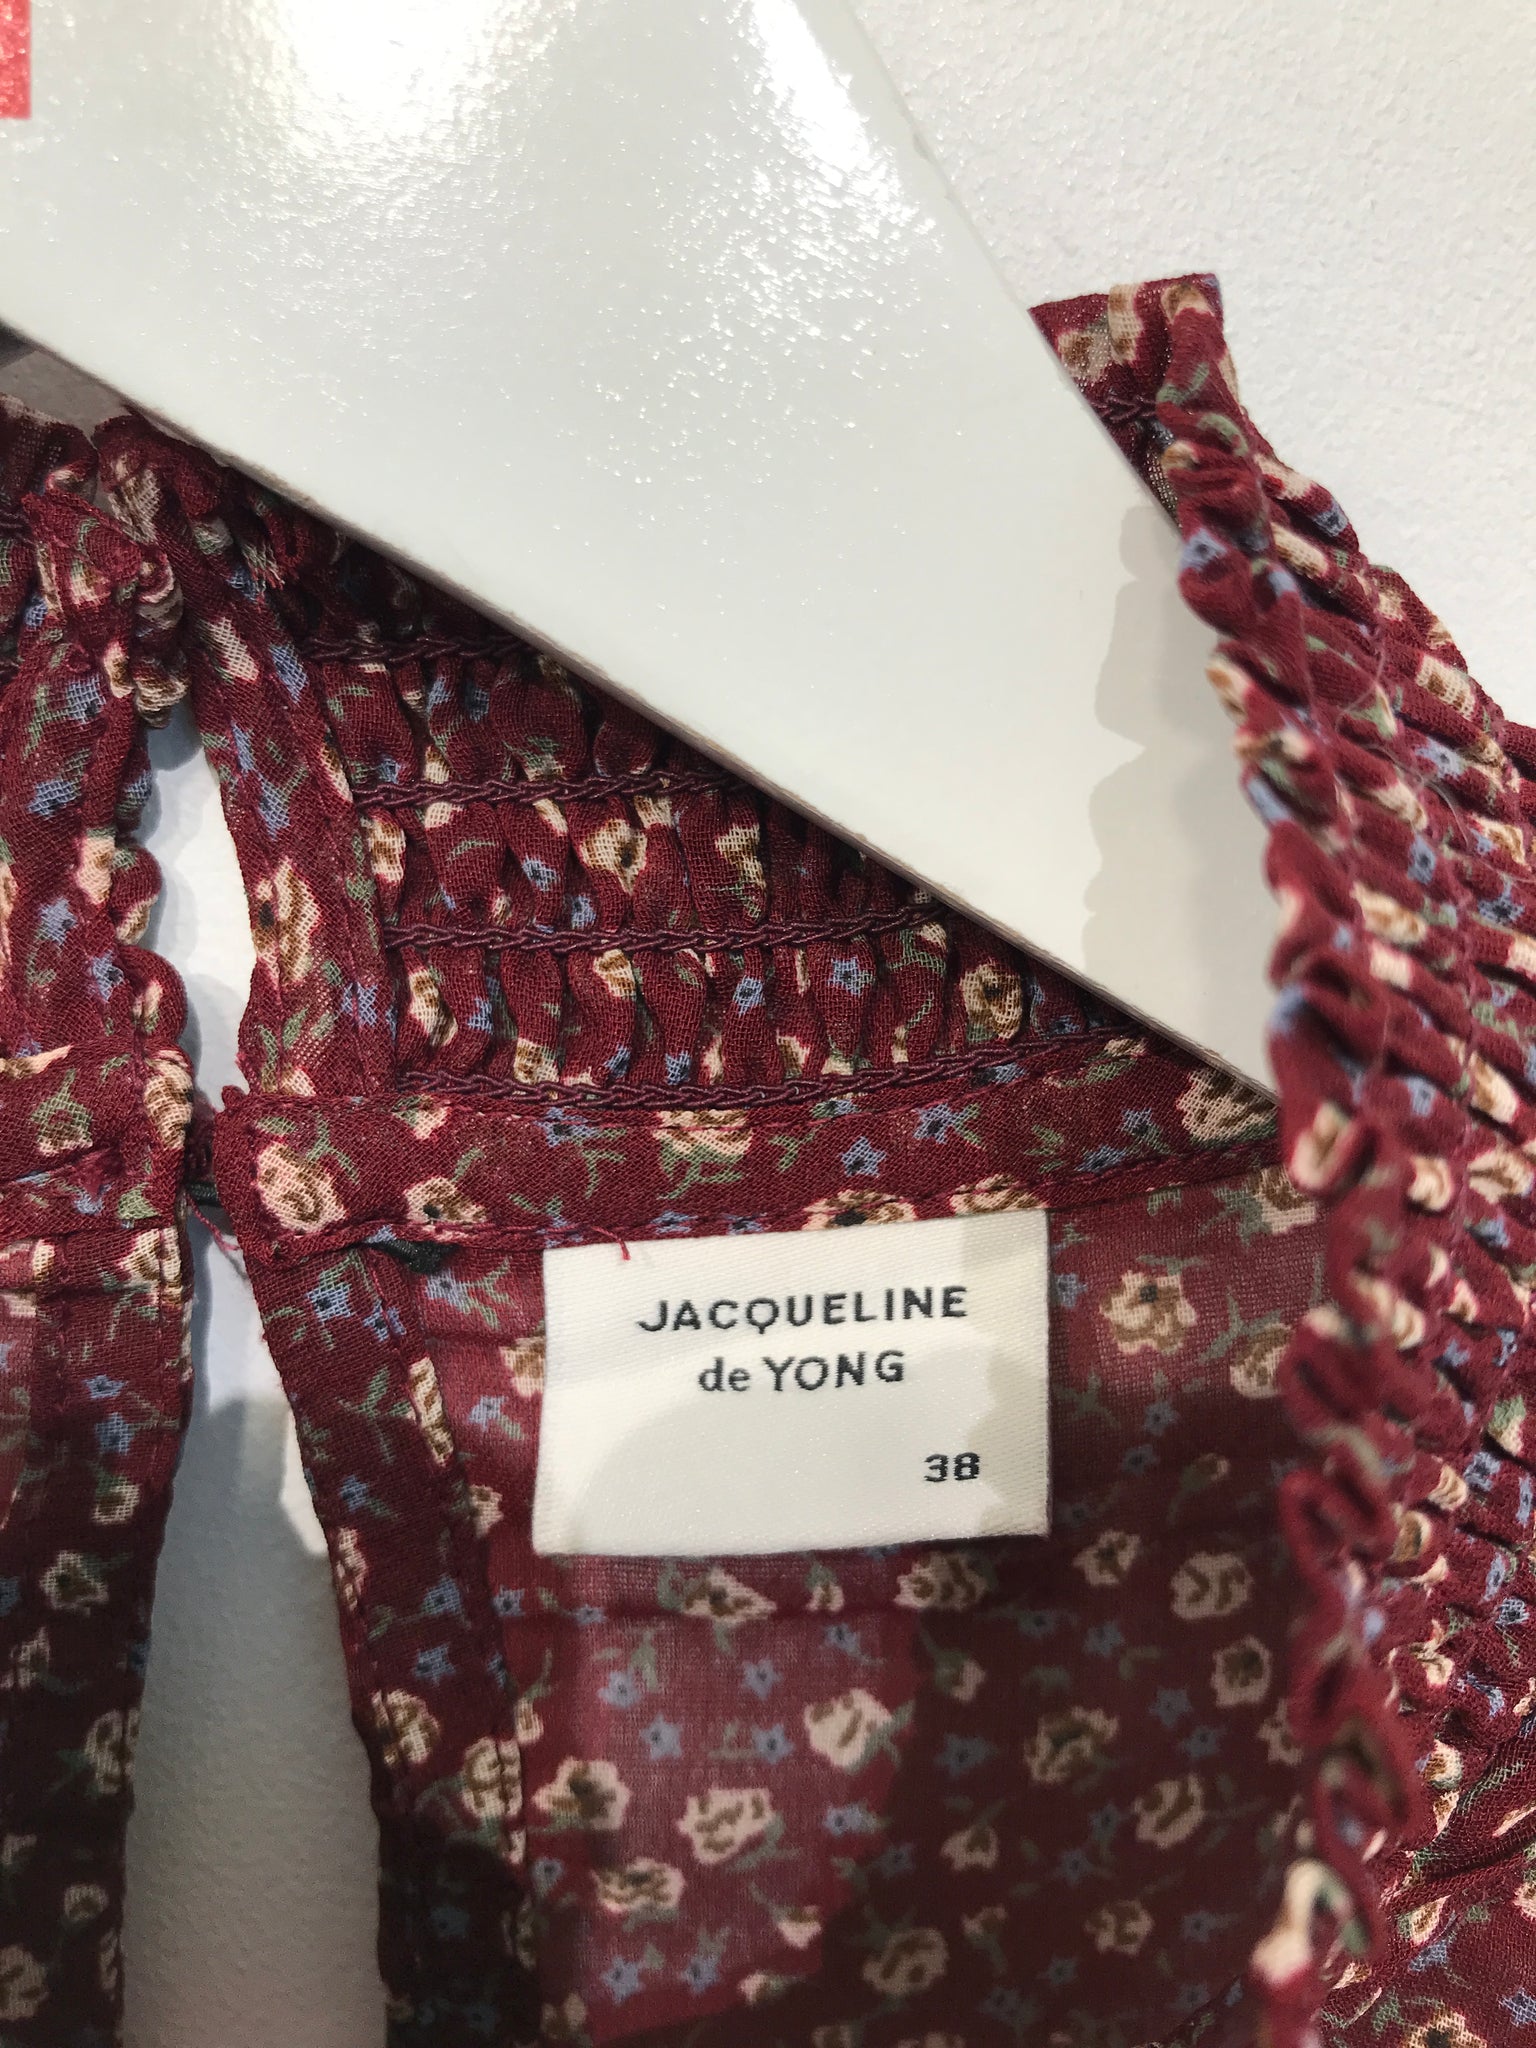 JACQUELINE
de YONG
38